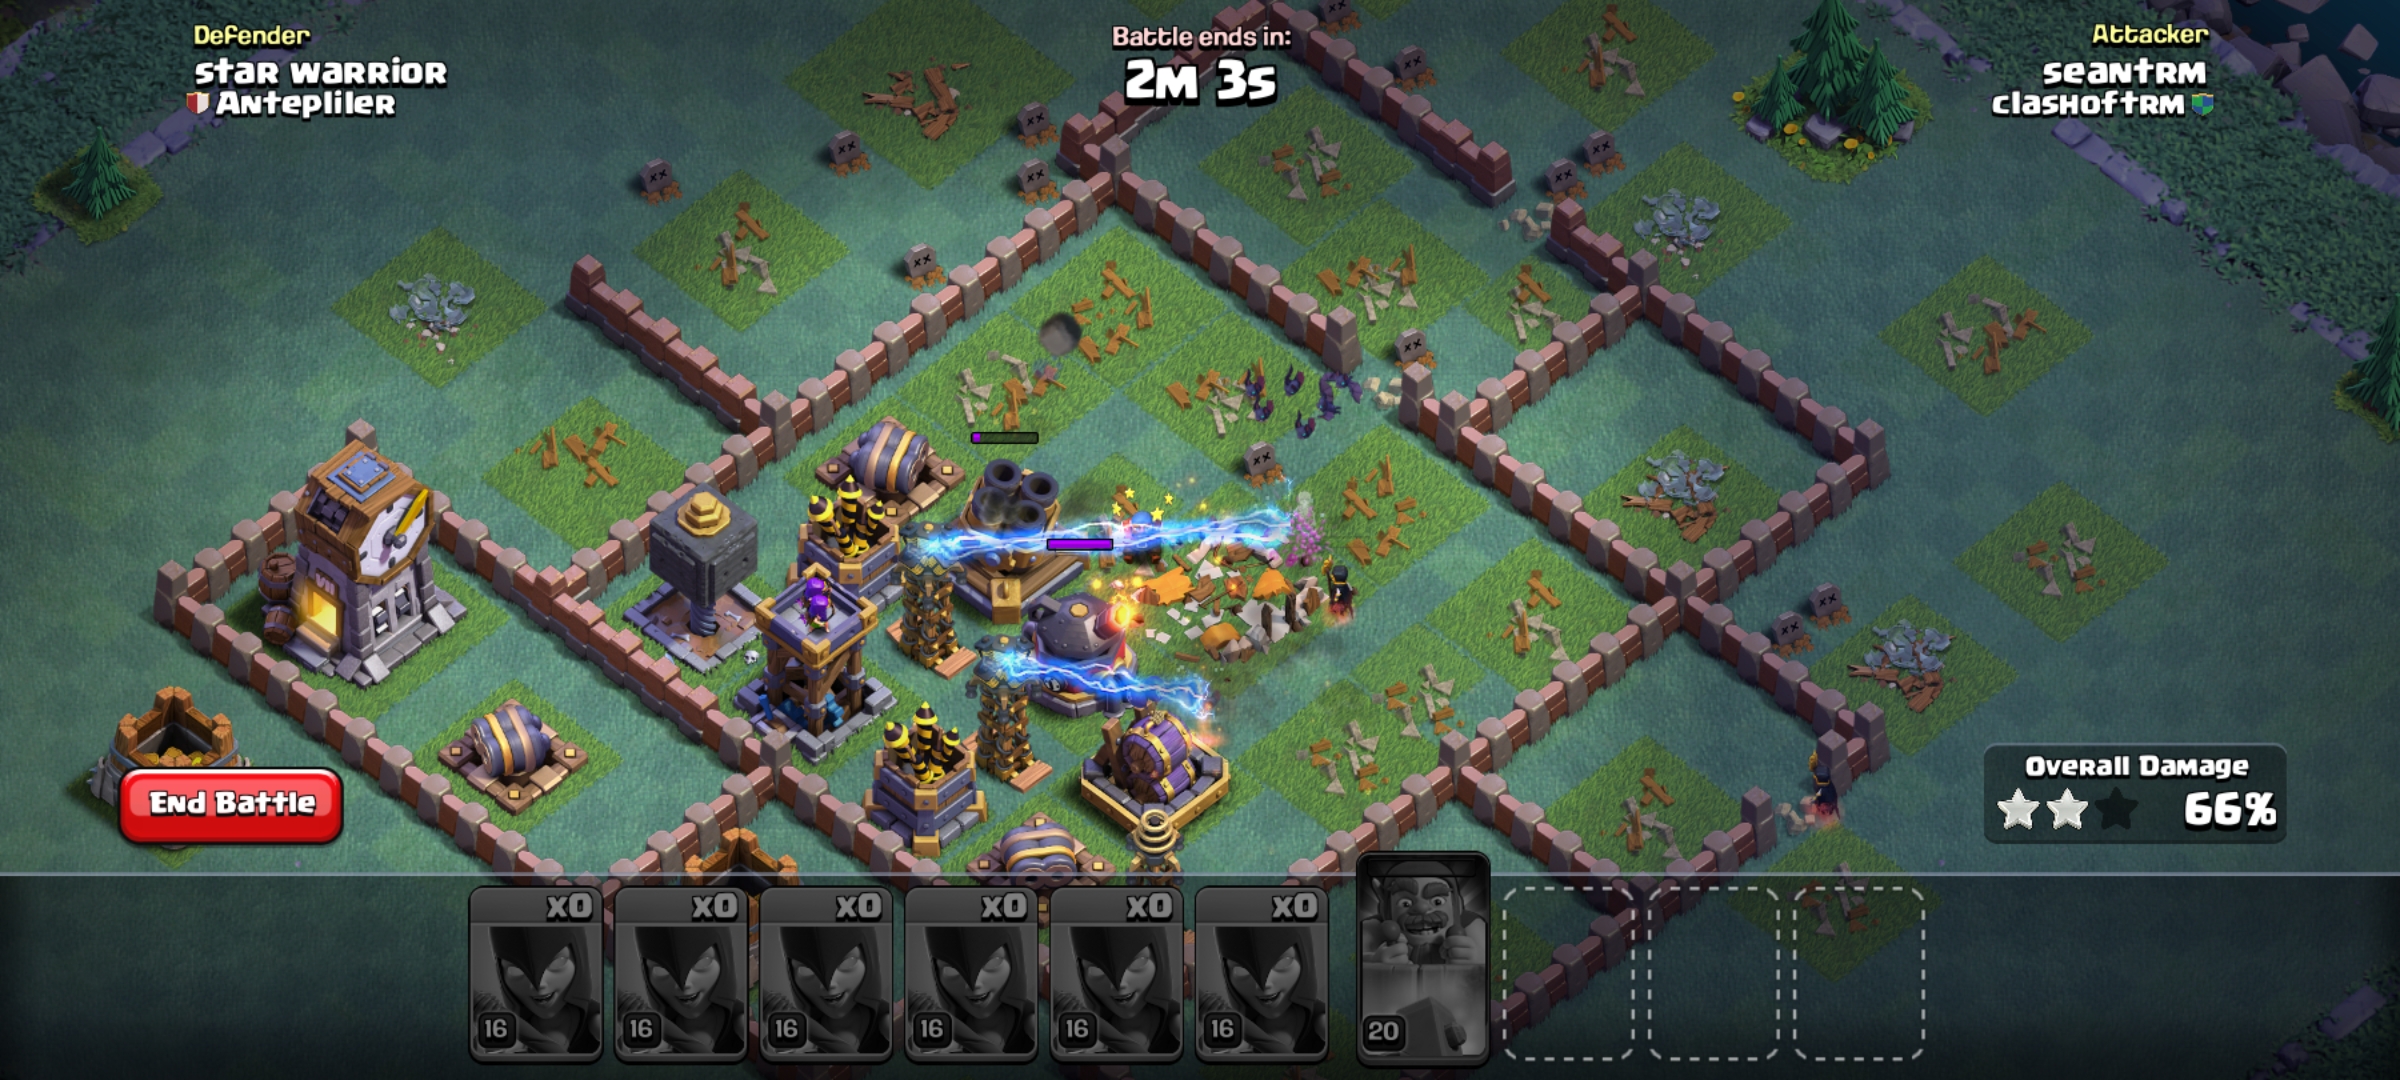 Defender
star warrior
Antepliler
Battle ends in:
2M 3s
Attacker
seantrm
clashoftrm
End Battle
Overall Damage
66%
x0
x0
x0
x0
x0
x0
16
16
16
16
16
16
20